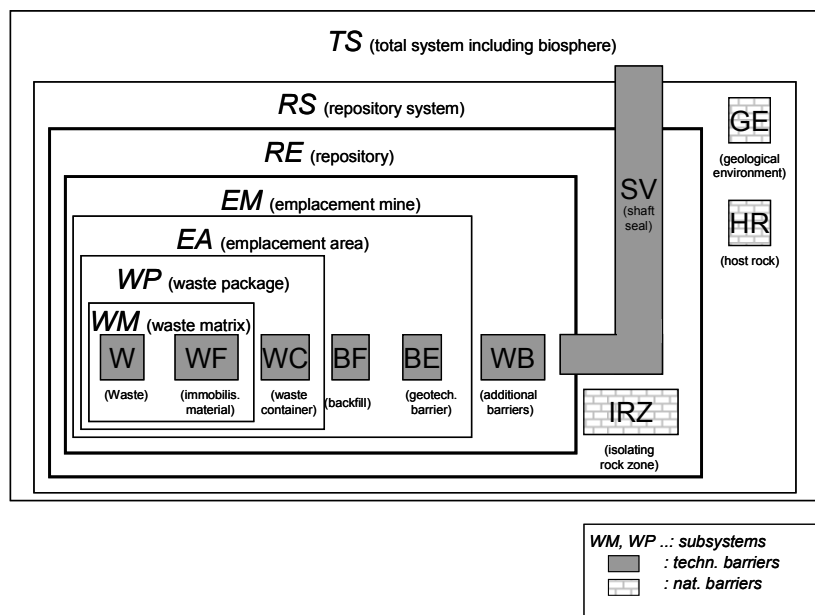 TS (total system including biosphere)
RS (repository system)
GE
(geological
environment)
RE (repository)
SV
(shaft
seal)
EM (emplacement mine)
HR
(host rock)
EA (emplacement area)
WP (waste package)
WM (waste matrix)
W
(Waste)
WF
(immobilis.
material)
WC
(waste
container)
BF
(backfill)
BE
(geotech.
barrier)
WB
(additional
barriers)
IRZ
(isolating
rock zone)
WM, WP ..: subsystems
: techn. barriers
: nat. barriers